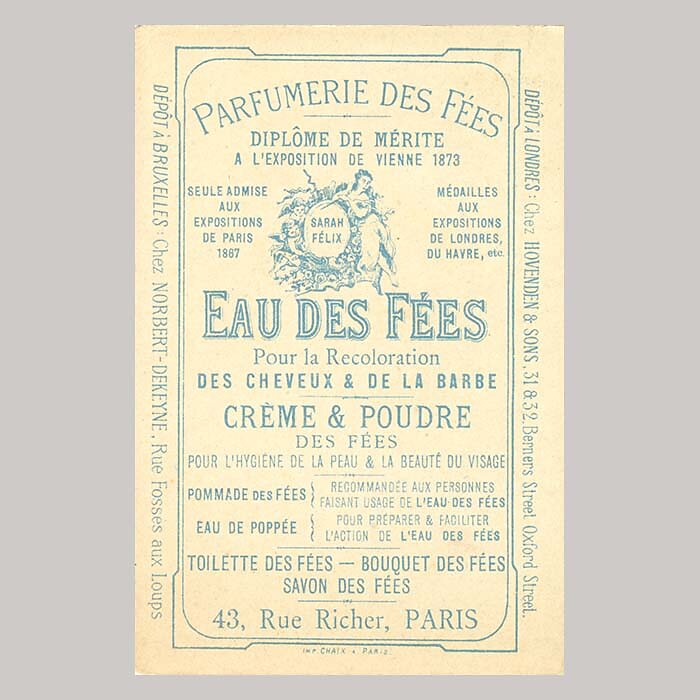 PARFUMERIE DES FÉES
DIPLÔME DE MÉRITE
A L'EXPOSITION DE VIENNE 1873
SEULE ADMISE
AUX
EXPOSITIONS
DE PARIS
1867
SARAH
FÉLIX
MÉDAILLES
AUX
EXPOSITIONS
DE LONDRES,
DU HAVRE, etc.
EAU DES FÉES
Pour la Recoloration
DES CHEVEUX & DE LA BARBE
CRÈME & POUDRE
DES FÉES
POUR L'HYGIÈNE DE LA PEAU & LA BEAUTÉ DU VISAGE
POMMADE DES FÉES { RECOMMANDÉE AUX PERSONNES
FAISANT USAGE DE L'EAU DES FÉES
EAU DE POPPÉE { POUR PRÉPARER & FACILITER
L'ACTION DE L'EAU DES FÉES
TOILETTE DES FÉES — BOUQUET DES FÉES
SAVON DES FÉES
43, Rue Richer, PARIS
IMP. CHAIX A PARIS.
DÉPÔT A BRUXELLES : Chez NORBERT-DEKEYNE, Rue Fosses aux Loups
DÉPÔT A LONDRES : Chez HOVENDEN & SONS, 31 & 32, Berners Street, Oxford Street.